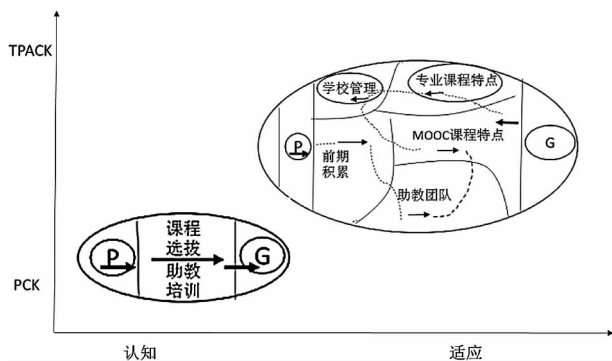 TPACK
学校管理
专业课程特点
MOOC课程特点
P
前期
积累
G
助教团队
课程
选拔
P
G
助教
培训
PCK
认知
适应